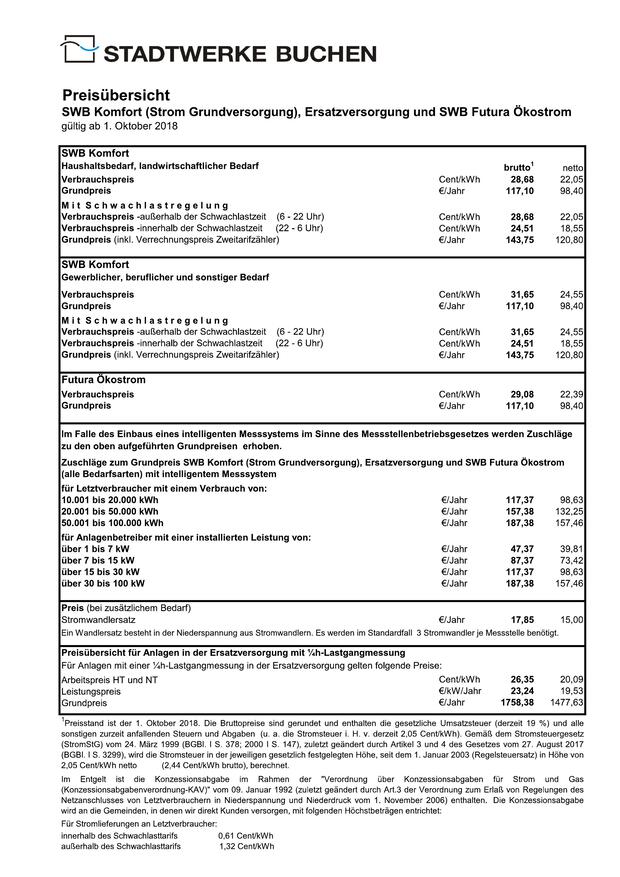 STADTWERKE BUCHEN
Preisübersicht
SWB Komfort (Strom Grundversorgung), Ersatzversorgung und SWB Futura Ökostrom
gültig ab 1. Oktober 2018
SWB Komfort
Haushaltsbedarf, landwirtschaftlicher Bedarf brutto1 netto
Verbrauchspreis Cent/kWh 28,68 22,05
Grundpreis €/Jahr 117,10 98,40
Mit Schwachlastregelung
Verbrauchspreis -außerhalb der Schwachlastzeit (6 - 22 Uhr) Cent/kWh 28,68 22,05
Verbrauchspreis -innerhalb der Schwachlastzeit (22 - 6 Uhr) Cent/kWh 24,51 18,55
Grundpreis (inkl. Verrechnungspreis Zweitarifzähler) €/Jahr 143,75 120,80
SWB Komfort
Gewerblicher, beruflicher und sonstiger Bedarf
Verbrauchspreis Cent/kWh 31,65 24,55
Grundpreis €/Jahr 117,10 98,40
Mit Schwachlastregelung
Verbrauchspreis -außerhalb der Schwachlastzeit (6 - 22 Uhr) Cent/kWh 31,65 24,55
Verbrauchspreis -innerhalb der Schwachlastzeit (22 - 6 Uhr) Cent/kWh 24,51 18,55
Grundpreis (inkl. Verrechnungspreis Zweitarifzähler) €/Jahr 143,75 120,80
Futura Ökostrom
Verbrauchspreis Cent/kWh 29,08 22,39
Grundpreis €/Jahr 117,10 98,40
Im Falle des Einbaus eines intelligenten Messsystems im Sinne des Messstellenbetriebsgesetzes werden Zuschläge
zu den oben aufgeführten Grundpreisen erhoben.
Zuschläge zum Grundpreis SWB Komfort (Strom Grundversorgung), Ersatzversorgung und SWB Futura Ökostrom
(alle Bedarfsarten) mit intelligentem Messsystem
für Letztverbraucher mit einem Verbrauch von:
10.001 bis 20.000 kWh €/Jahr 117,37 98,63
20.001 bis 50.000 kWh €/Jahr 157,38 132,25
50.001 bis 100.000 kWh €/Jahr 187,38 157,46
für Anlagenbetreiber mit einer installierten Leistung von:
über 1 bis 7 kW €/Jahr 47,37 39,81
über 7 bis 15 kW €/Jahr 87,37 73,42
über 15 bis 30 kW €/Jahr 117,37 98,63
über 30 bis 100 kW €/Jahr 187,38 157,46
Preis (bei zusätzlichem Bedarf)
Stromwandlersatz €/Jahr 17,85 15,00
Ein Wandlersatz besteht in der Niederspannung aus Stromwandlern. Es werden im Standardfall 3 Stromwandler je Messstelle benötigt.
Preisübersicht für Anlagen in der Ersatzversorgung mit ¼h-Lastgangmessung
Für Anlagen mit einer ¼h-Lastgangmessung in der Ersatzversorgung gelten folgende Preise:
Arbeitspreis HT und NT Cent/kWh 26,35 20,09
Leistungspreis €/kW/Jahr 23,24 19,53
Grundpreis €/Jahr 1758,38 1477,63
1Preisstand ist der 1. Oktober 2018. Die Bruttopreise sind gerundet und enthalten die gesetzliche Umsatzsteuer (derzeit 19 %) und alle
sonstigen zurzeit anfallenden Steuern und Abgaben (u. a. die Stromsteuer i. H. v. derzeit 2,05 Cent/kWh). Gemäß dem Stromsteuergesetz
(StromStG) vom 24. März 1999 (BGBl. I S. 378; 2000 I S. 147), zuletzt geändert durch Artikel 3 und 4 des Gesetzes vom 27. August 2017
(BGBl. I S. 3299), wird die Stromsteuer in der jeweiligen gesetzlich festgelegten Höhe, seit dem 1. Januar 2003 (Regelsteuersatz) in Höhe von
2,05 Cent/kWh netto (2,44 Cent/kWh brutto), berechnet.
Im Entgelt ist die Konzessionsabgabe im Rahmen der "Verordnung über Konzessionsabgaben für Strom und Gas
(Konzessionsabgabenverordnung-KAV)" vom 09. Januar 1992 (zuletzt geändert durch Art.3 der Verordnung zum Erlaß von Regelungen des
Netzanschlusses von Letztverbrauchern in Niederspannung und Niederdruck vom 1. November 2006) enthalten. Die Konzessionsabgabe
wird an die Gemeinden, in denen wir direkt Kunden versorgen, mit folgenden Höchstbeträgen entrichtet:
Für Stromlieferungen an Letztverbraucher:
innerhalb des Schwachlasttarifs 0,61 Cent/kWh
außerhalb des Schwachlasttarifs 1,32 Cent/kWh